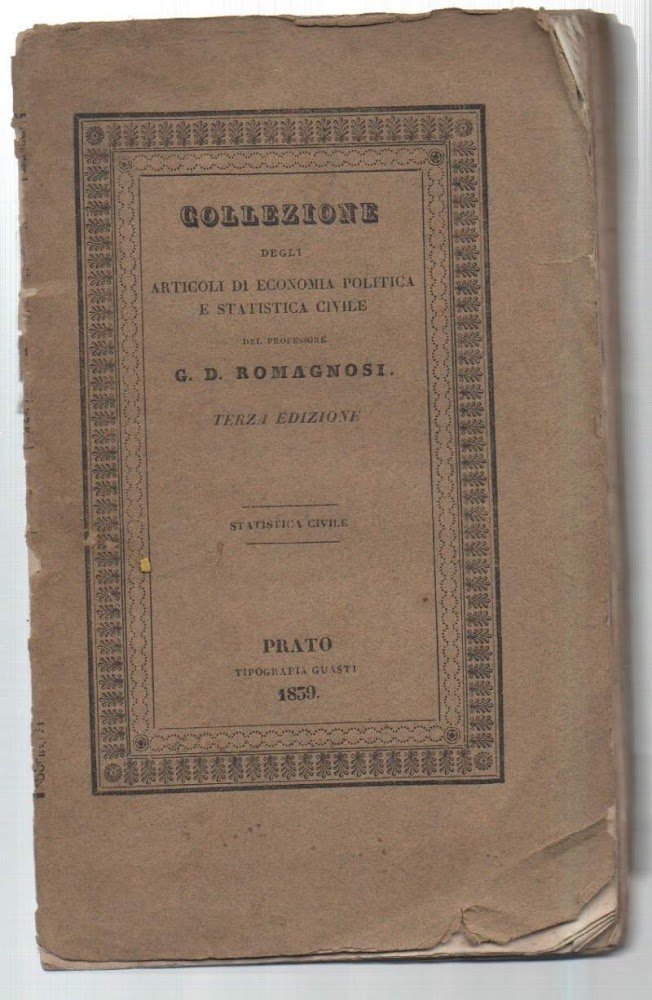 COLLEZIONE
DEGLI
ARTICOLI DI ECONOMIA POLITICA
E STATISTICA CIVILE
DEL PROFESSORE
G. D. ROMAGNOSI.
TERZA EDIZIONE
STATISTICA CIVILE
PRATO
TIPOGRAFIA GUASTI
1839.